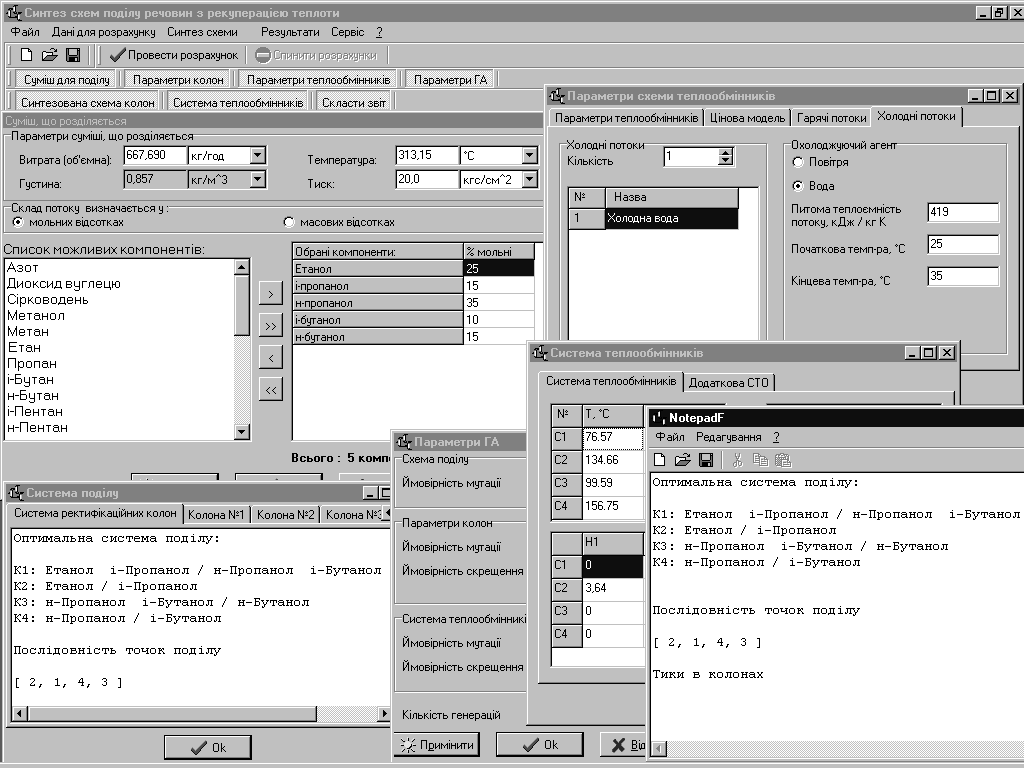 Синтез схем поділу речовин з рекуперацією теплоти
Файл Дані для розрахунку Синтез схеми Результати Сервіс ?
Провести розрахунок Спинити розрахунки
Суміш для поділу Параметри колон Параметри теплообмінників Параметри ГА
Синтезована схема колон Система теплообмінників Скласти звіт
Суміш, що розділяється
Параметри суміші, що розділяється
Витрата (об'ємна): 667,690 кг/год Температура: 313,15 °C
Густина: 0,857 кг/м^3 Тиск: 20,0 кгс/см^2
Склад потоку визначається у :
мольних відсотках масових відсотках
Список можливих компонентів:
Азот
Диоксид вуглецю
Сірководень
Метанол
Метан
Етан
Пропан
i-Бутан
н-Бутан
i-Пентан
н-Пентан
>
>>
<
<<
Обрані компоненти: % мольні
Етанол 25
i-пропанол 15
н-пропанол 35
i-бутанол 10
н-бутанол 15
Всього : 5 компо
Параметри схеми теплообмінників
Параметри теплообмінників Цінова модель Гарячі потоки Холодні потоки
Холодні потоки
Кількість 1
№ Назва
1 Холодна вода
Охолоджуючий агент
Повітря
Вода
Питома теплоємність
потоку, кДж / кг К 419
Початкова темп-ра, °C 25
Кінцева темп-ра, °C 35
Система теплообмінників
Система теплообмінників Додаткова СТО
№ T, °C
C1 76.57
C2 134.66
C3 99.59
C4 156.75
H1
C1 0
C2 3,64
C3 0
C4 0
Параметри ГА
Схема поділу
Ймовірність мутації
Параметри колон
Ймовірність мутації
Ймовірність скрещення
Система теплообмінникі
Ймовірність мутації
Ймовірність скрещення
Кількість генерацій
Примінити Ok Від
Система поділу
Система ректифікаційних колон Колона №1 Колона №2 Колона №3
Оптимальна система поділу:
К1: Етанол i-Пропанол / н-Пропанол i-Бутанол
К2: Етанол / i-Пропанол
К3: н-Пропанол i-Бутанол / н-Бутанол
К4: н-Пропанол / i-Бутанол
Послідовність точок поділу
[ 2, 1, 4, 3 ]
Ok
NotepadF
Файл Редагування ?
Оптимальна система поділу:
К1: Етанол i-Пропанол / н-Пропанол i-Бутанол
К2: Етанол / i-Пропанол
К3: н-Пропанол i-Бутанол / н-Бутанол
К4: н-Пропанол / i-Бутанол
Послідовність точок поділу
[ 2, 1, 4, 3 ]
Тики в колонах